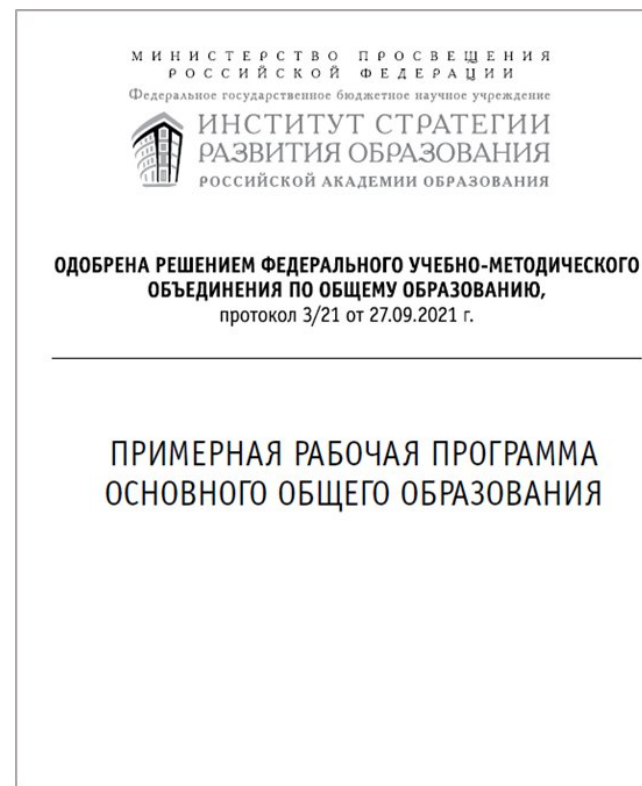 МИНИСТЕРСТВО ПРОСВЕЩЕНИЯ
РОССИЙСКОЙ ФЕДЕРАЦИИ
Федеральное государственное бюджетное научное учреждение
ИНСТИТУТ СТРАТЕГИИ
РАЗВИТИЯ ОБРАЗОВАНИЯ
РОССИЙСКОЙ АКАДЕМИИ ОБРАЗОВАНИЯ
ОДОБРЕНА РЕШЕНИЕМ ФЕДЕРАЛЬНОГО УЧЕБНО-МЕТОДИЧЕСКОГО
ОБЪЕДИНЕНИЯ ПО ОБЩЕМУ ОБРАЗОВАНИЮ,
протокол 3/21 от 27.09.2021 г.
ПРИМЕРНАЯ РАБОЧАЯ ПРОГРАММА
ОСНОВНОГО ОБЩЕГО ОБРАЗОВАНИЯ